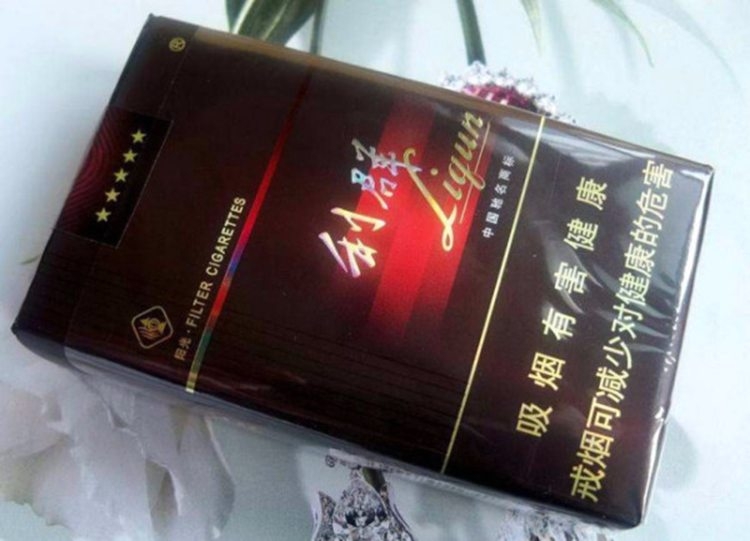 利群
Liqun
中国驰名商标
阳光·FILTER CIGARETTES
吸烟有害健康
戒烟可减少对健康的危害